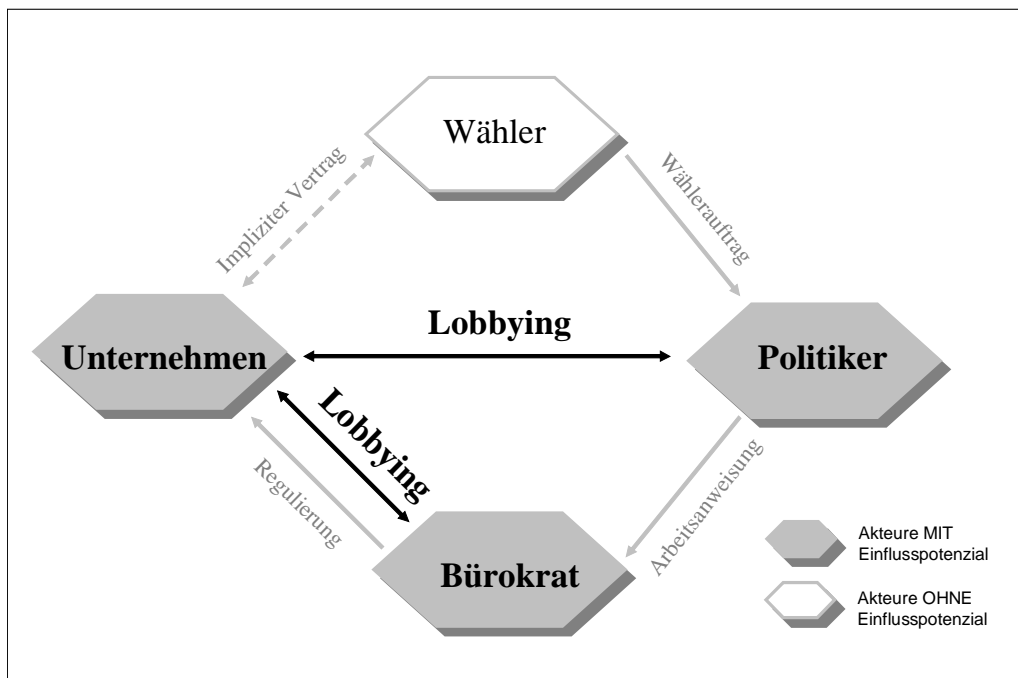 Wähler
Impliziter Vertrag
Wählerauftrag
Lobbying
Unternehmen
Politiker
Lobbying
Regulierung
Arbeitsanweisung
Bürokrat
Akteure MIT
Einflusspotenzial
Akteure OHNE
Einflusspotenzial